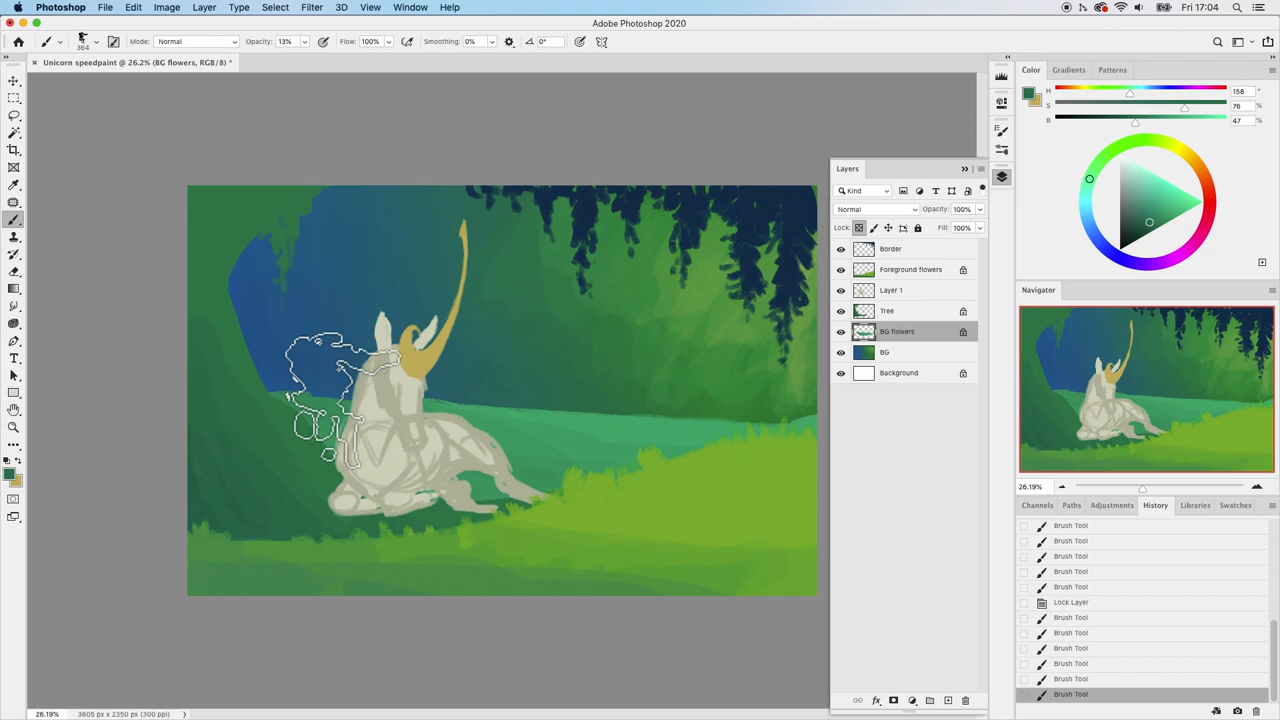 Photoshop File Edit Image Layer Type Select Filter 3D View Window Help Fri 17:04
Adobe Photoshop 2020
364 Mode: Normal Opacity: 13% Flow: 100% Smoothing: 0% 0°
Unicorn speedpaint @ 26.2% (BG flowers, RGB/8) *
Color Gradients Patterns
H 158 °
S 76 %
B 47 %
Layers
Kind
Normal Opacity: 100%
Lock: Fill: 100%
Border
Foreground flowers
Layer 1
Tree
BG flowers
BG
Background
Navigator
26.19%
Channels Paths Adjustments History Libraries Swatches
Brush Tool
Brush Tool
Brush Tool
Brush Tool
Brush Tool
Lock Layer
Brush Tool
Brush Tool
Brush Tool
Brush Tool
Brush Tool
Brush Tool
26.19% 3605 px x 2350 px (300 ppi)